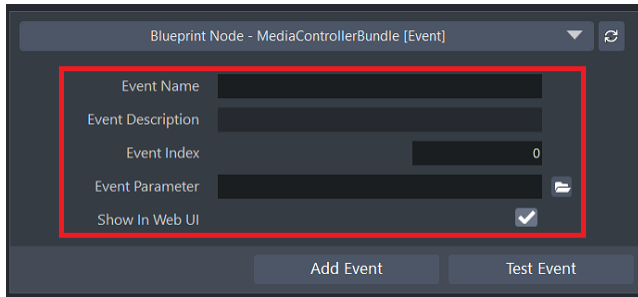 Blueprint Node - MediaControllerBundle [Event]
Event Name
Event Description
Event Index 0
Event Parameter
Show In Web UI
Add Event Test Event